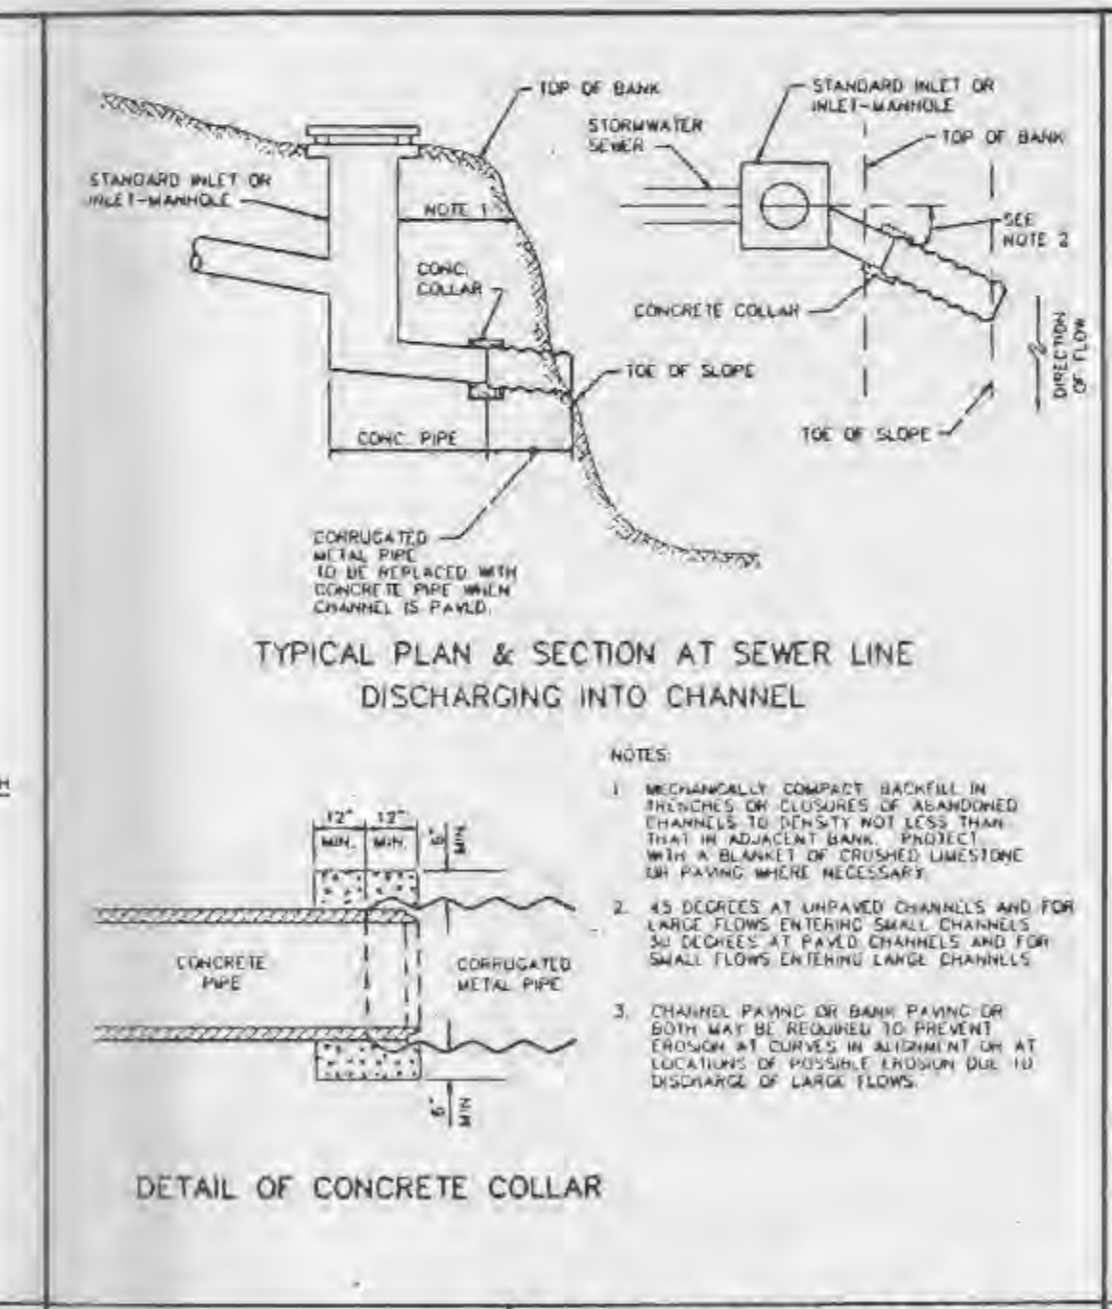 TOP OF BANK
STANDARD INLET OR
INLET-MANHOLE
NOTE 1
CONC.
COLLAR
TOE OF SLOPE
CONC. PIPE
CORRUGATED
METAL PIPE
TO BE REPLACED WITH
CONCRETE PIPE WHEN
CHANNEL IS PAVED.
STORMWATER
SEWER
STANDARD INLET OR
INLET-MANHOLE
TOP OF BANK
SEE
NOTE 2
CONCRETE COLLAR
DIRECTION
OF FLOW
TOE OF SLOPE
TYPICAL PLAN & SECTION AT SEWER LINE
DISCHARGING INTO CHANNEL
H
12" 12"
MIN. MIN.
6"
MIN
CONCRETE
PIPE
CORRUGATED
METAL PIPE
6"
MIN
DETAIL OF CONCRETE COLLAR
NOTES:
1 MECHANICALLY COMPACT BACKFILL IN
TRENCHES OR CLOSURES OF ABANDONED
CHANNELS TO DENSITY NOT LESS THAN
THAT IN ADJACENT BANK. PROTECT
WITH A BLANKET OF CRUSHED LIMESTONE
OR PAVING WHERE NECESSARY.
2. 45 DEGREES AT UNPAVED CHANNELS AND FOR
LARGE FLOWS ENTERING SMALL CHANNELS
30 DEGREES AT PAVED CHANNELS AND FOR
SMALL FLOWS ENTERING LARGE CHANNELS
3. CHANNEL PAVING OR BANK PAVING OR
BOTH MAY BE REQUIRED TO PREVENT
EROSION AT CURVES IN ALIGNMENT OR AT
LOCATIONS OF POSSIBLE EROSION DUE TO
DISCHARGE OF LARGE FLOWS.